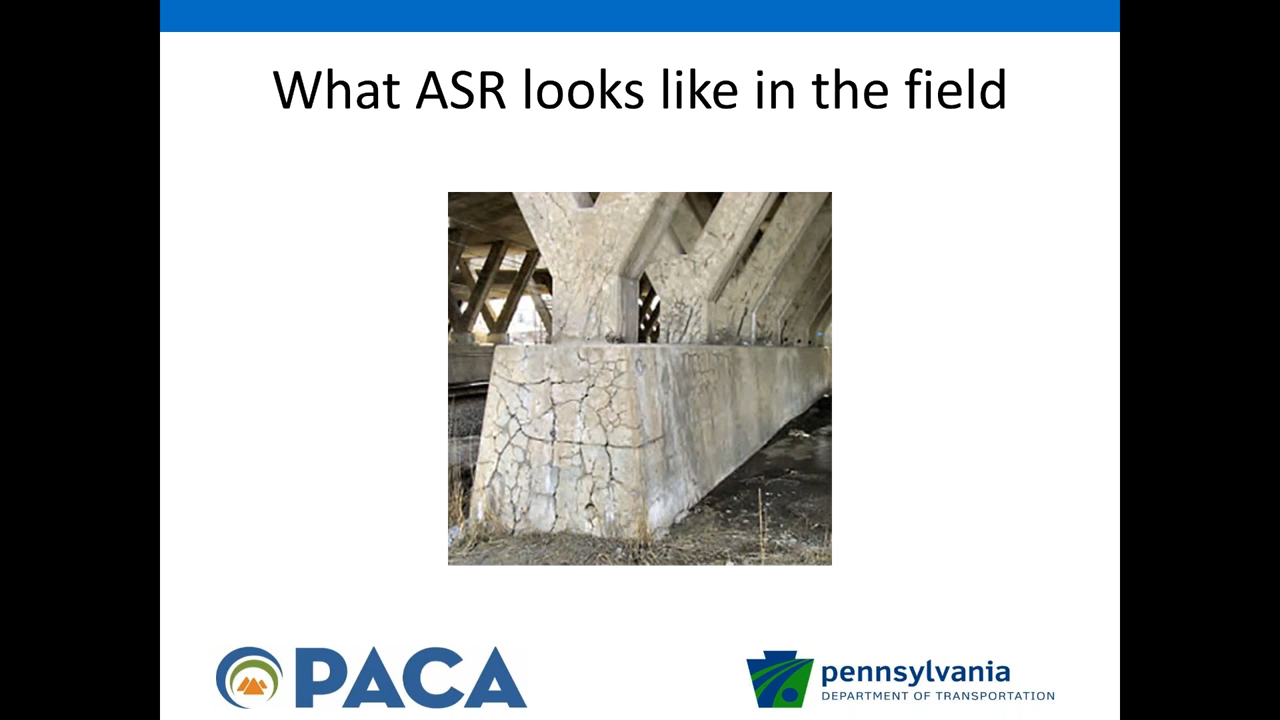 What ASR looks like in the field
PACA
pennsylvania
DEPARTMENT OF TRANSPORTATION